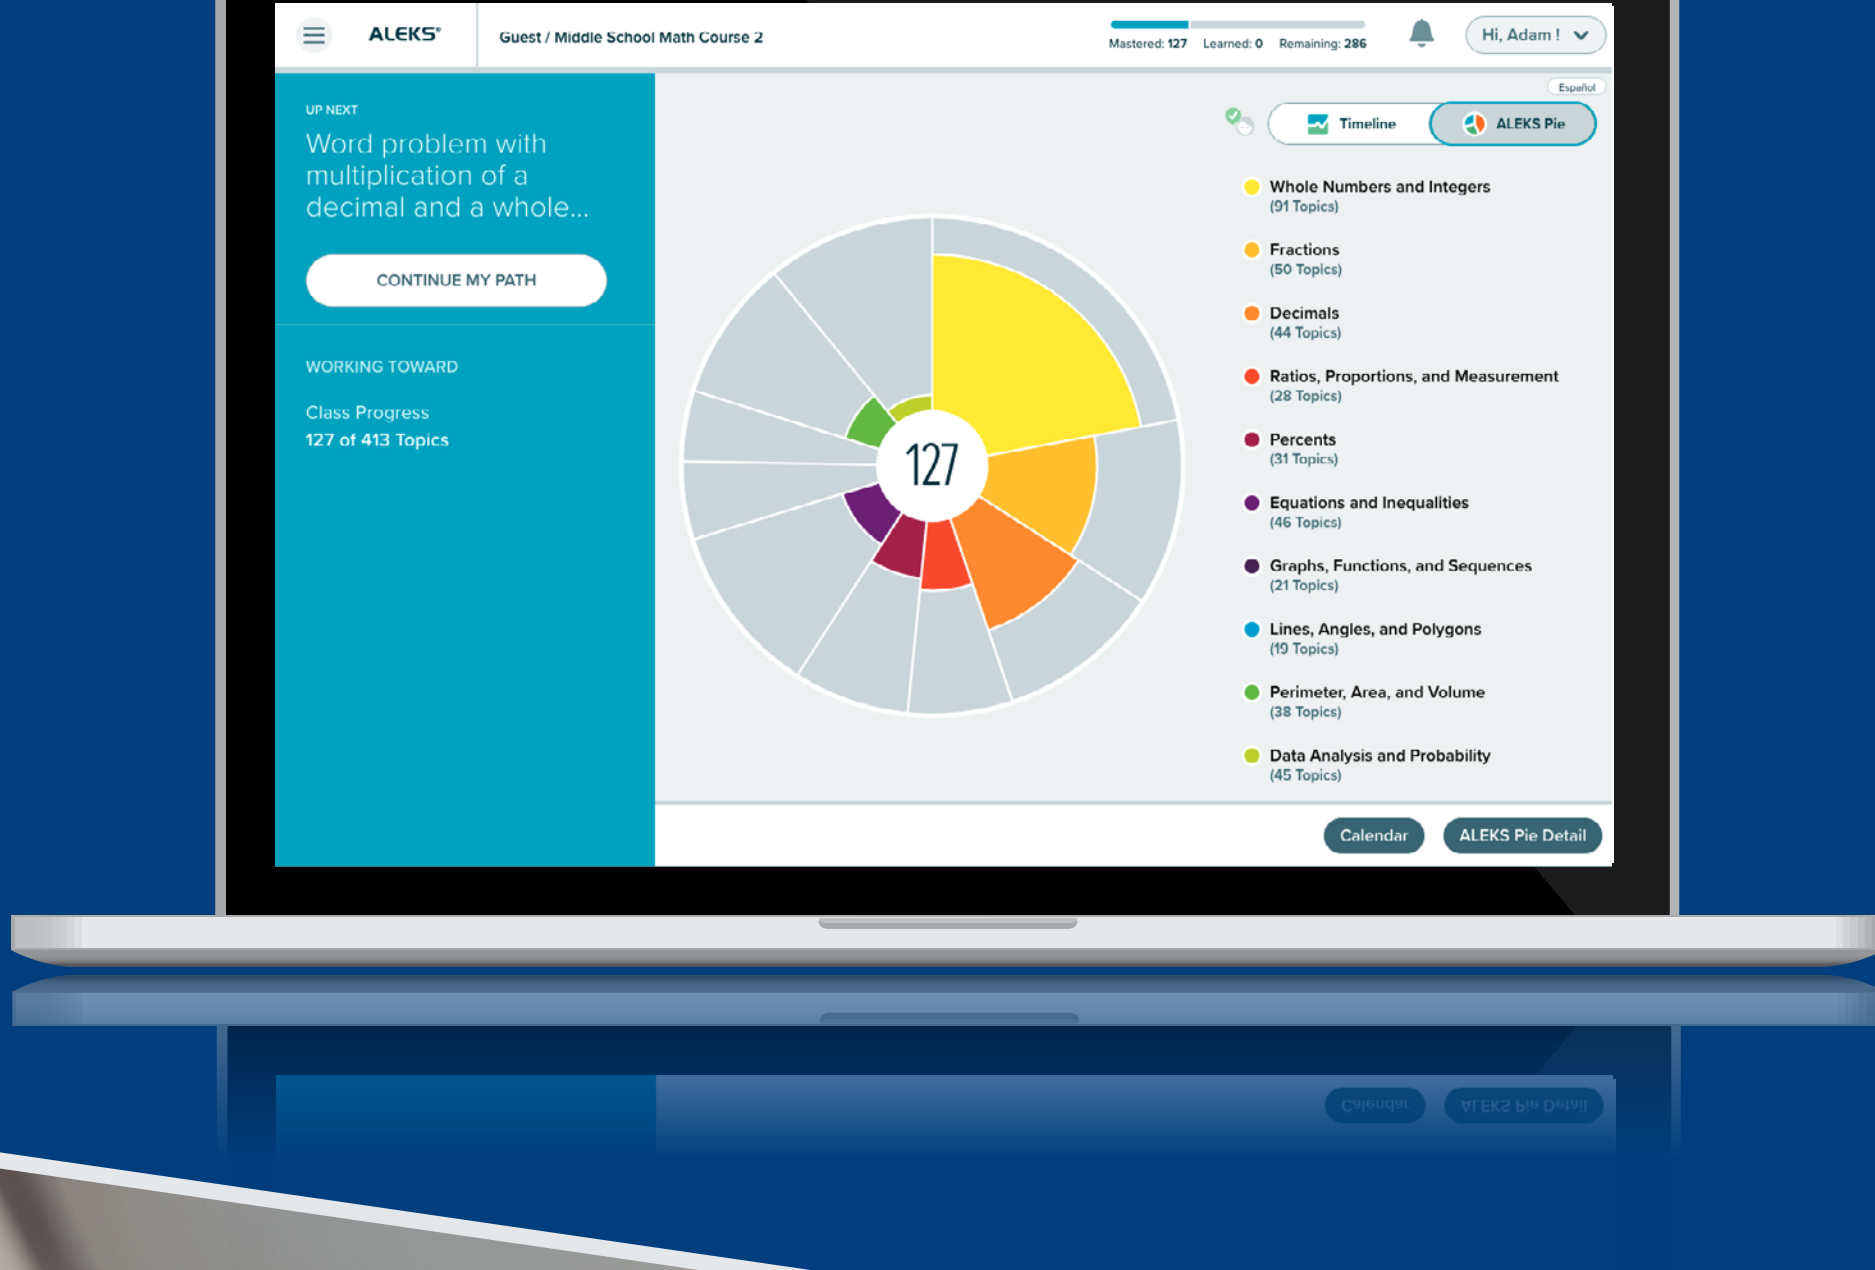 ALEKS®
Guest / Middle School Math Course 2
Mastered: 127 Learned: 0 Remaining: 286
Hi, Adam !
Español
UP NEXT
Word problem with
multiplication of a
decimal and a whole...
CONTINUE MY PATH
WORKING TOWARD
Class Progress
127 of 413 Topics
127
Timeline
ALEKS Pie
Whole Numbers and Integers
(91 Topics)
Fractions
(50 Topics)
Decimals
(44 Topics)
Ratios, Proportions, and Measurement
(28 Topics)
Percents
(31 Topics)
Equations and Inequalities
(46 Topics)
Graphs, Functions, and Sequences
(21 Topics)
Lines, Angles, and Polygons
(19 Topics)
Perimeter, Area, and Volume
(38 Topics)
Data Analysis and Probability
(45 Topics)
Calendar
ALEKS Pie Detail
Calendar
ALEKS Pie Detail